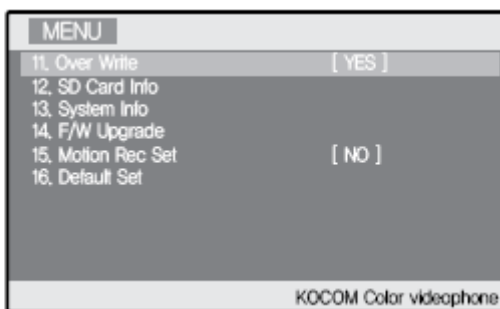 MENU
11. Over Write [ YES ]
12. SD Card Info
13. System Info
14. F/W Upgrade
15. Motion Rec Set [ NO ]
16. Default Set
KOCOM Color videophone